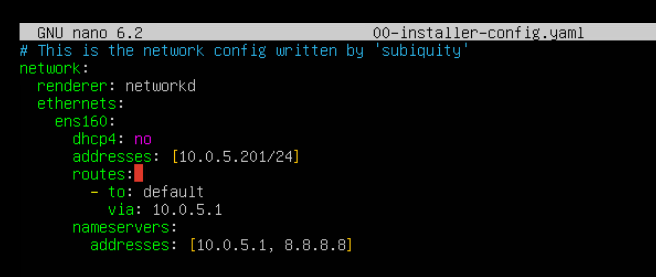 GNU nano 6.2 00-installer-config.yaml
# This is the network config written by 'subiquity'
network:
  renderer: networkd
  ethernets:
    ens160:
      dhcp4: no
      addresses: [10.0.5.201/24]
      routes:
        - to: default
          via: 10.0.5.1
      nameservers:
        addresses: [10.0.5.1, 8.8.8.8]